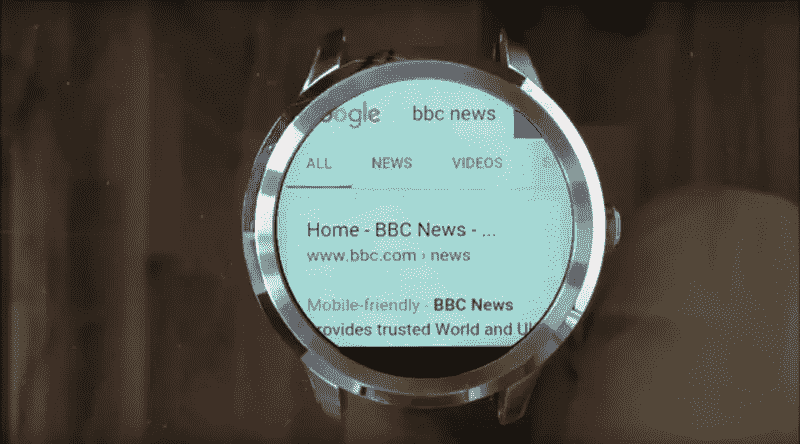 oogle bbc news
ALL NEWS VIDEOS
Home - BBC News - ...
www.bbc.com › news
Mobile-friendly - BBC News
provides trusted World and UK